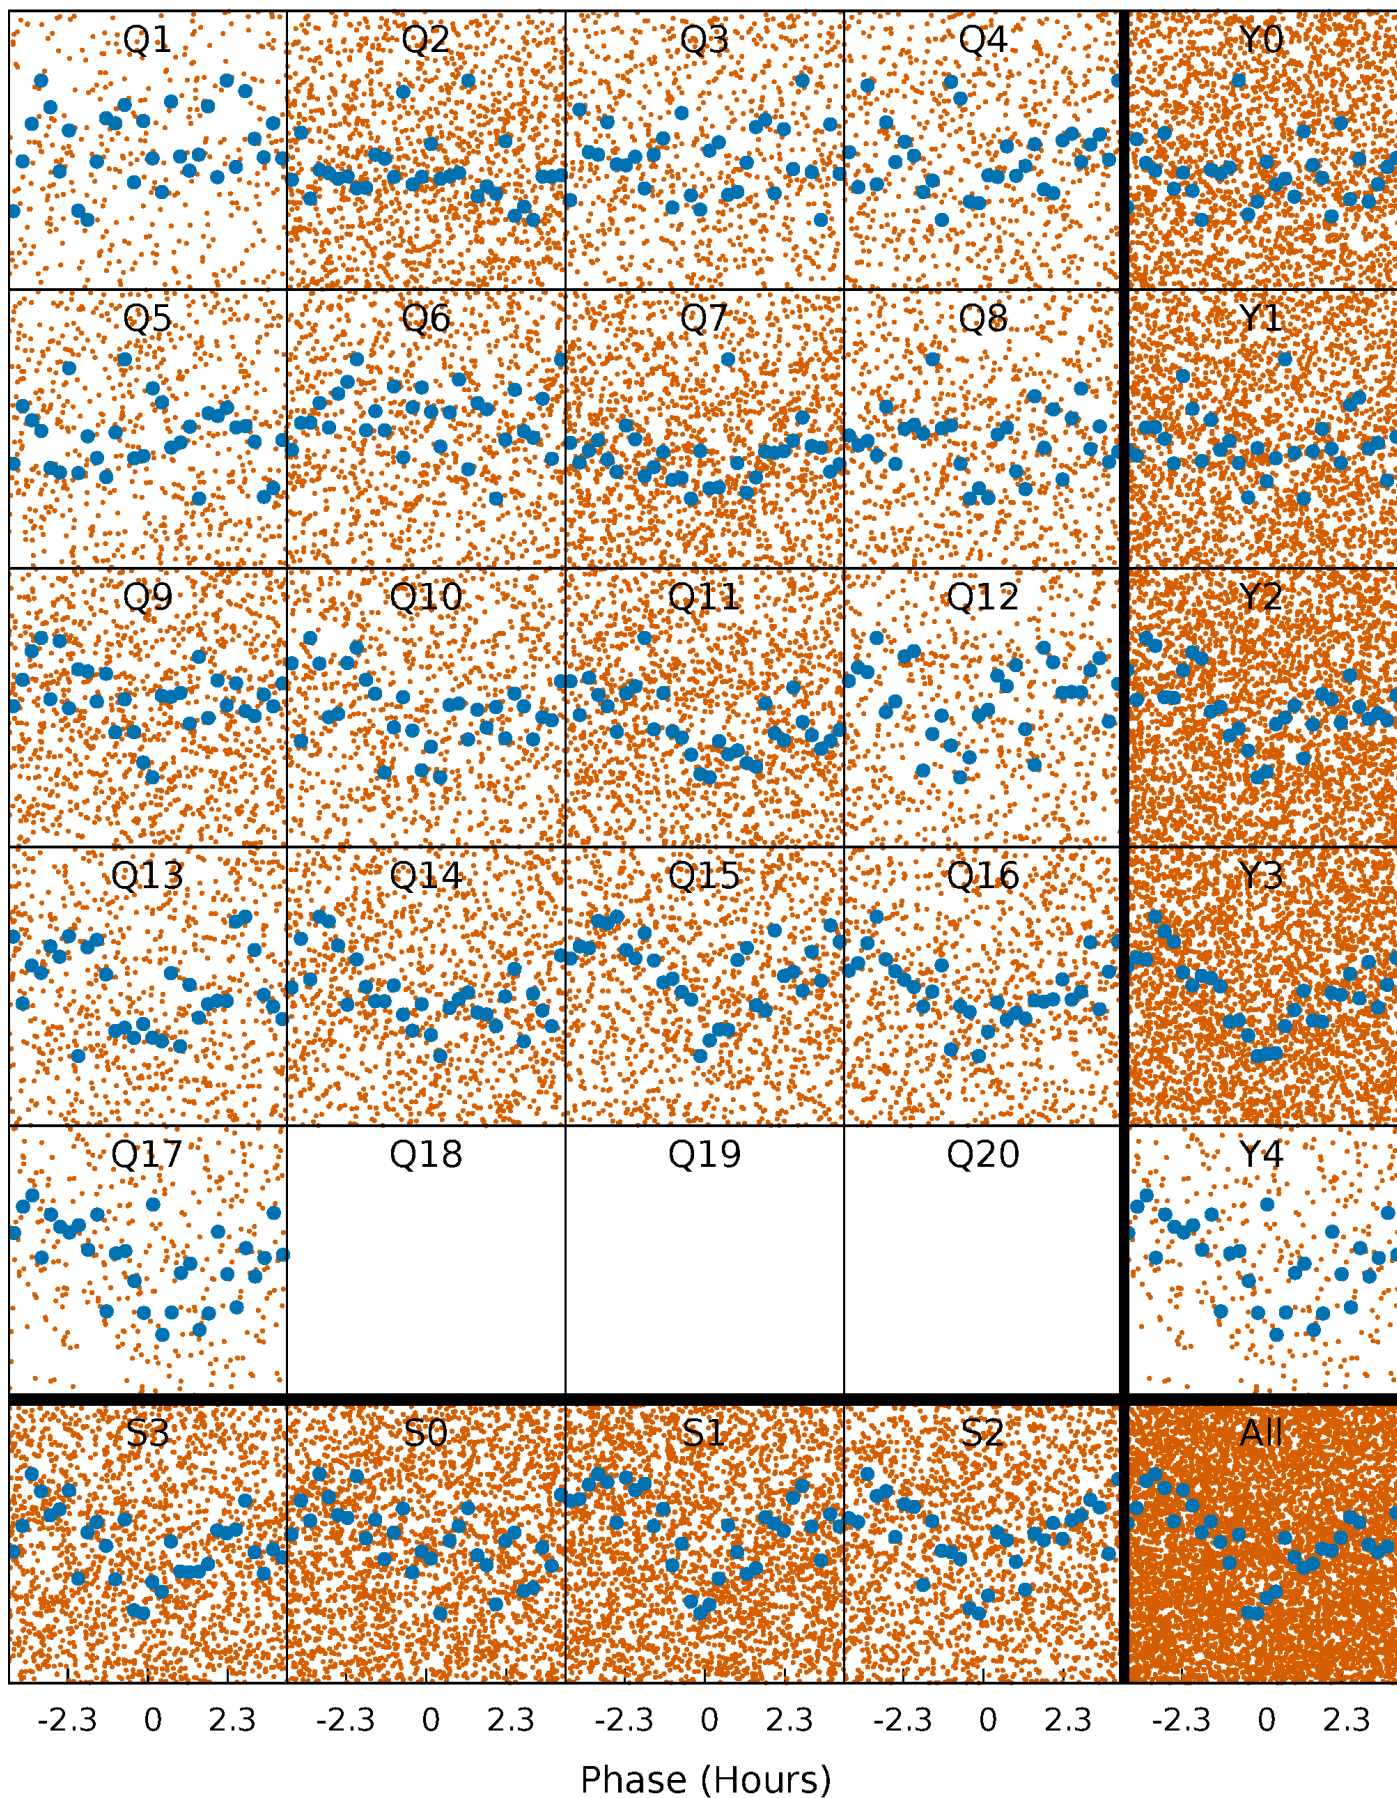 Q1 Q2 Q3 Q4 Y0
Q5 Q6 Q7 Q8 Y1
Q9 Q10 Q11 Q12 Y2
Q13 Q14 Q15 Q16 Y3
Q17 Q18 Q19 Q20 Y4
S3 S0 S1 S2 All
-2.3 0 2.3 -2.3 0 2.3 -2.3 0 2.3 -2.3 0 2.3 -2.3 0 2.3
Phase (Hours)